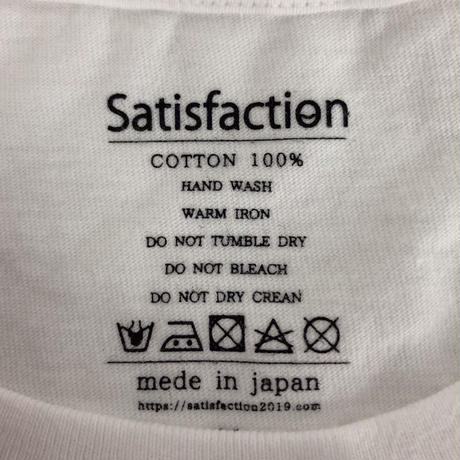 Satisfaction
COTTON 100%
HAND WASH
WARM IRON
DO NOT TUMBLE DRY
DO NOT BLEACH
DO NOT DRY CREAN
mede in japan
https://satisfaction2019.com